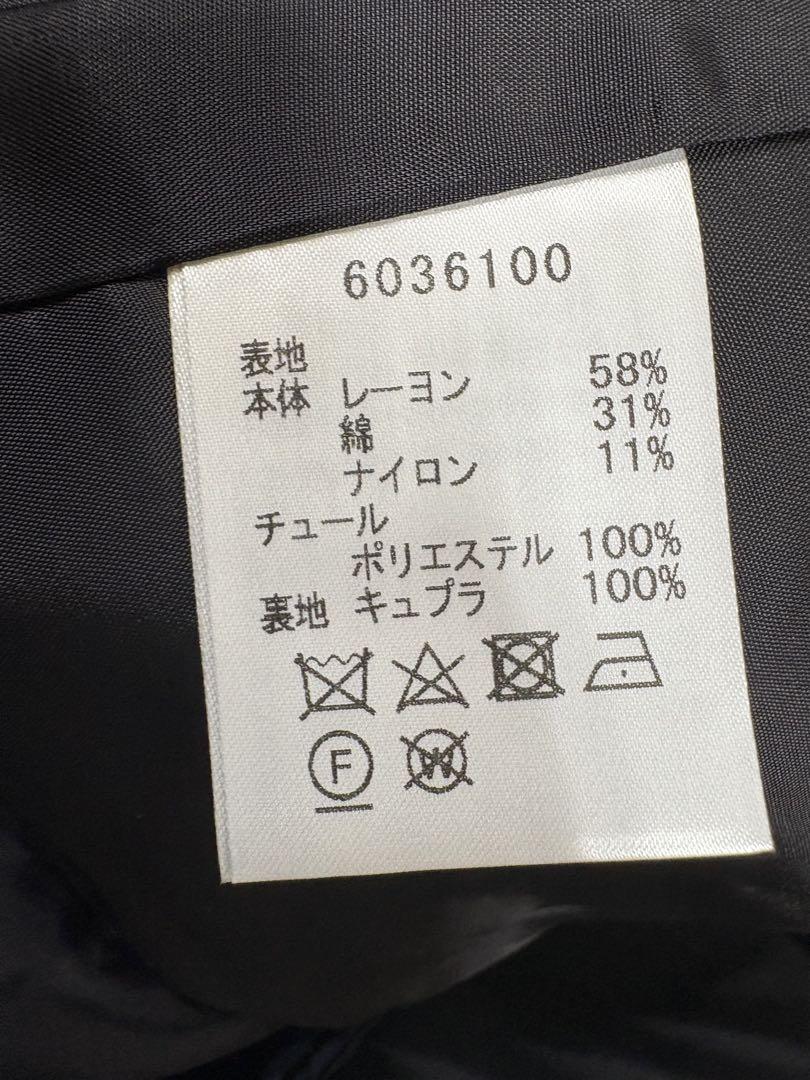 6036100
表地
本体 レーヨン 58%
綿 31%
ナイロン 11%
チュール
ポリエステル 100%
裏地 キュプラ 100%
F
W